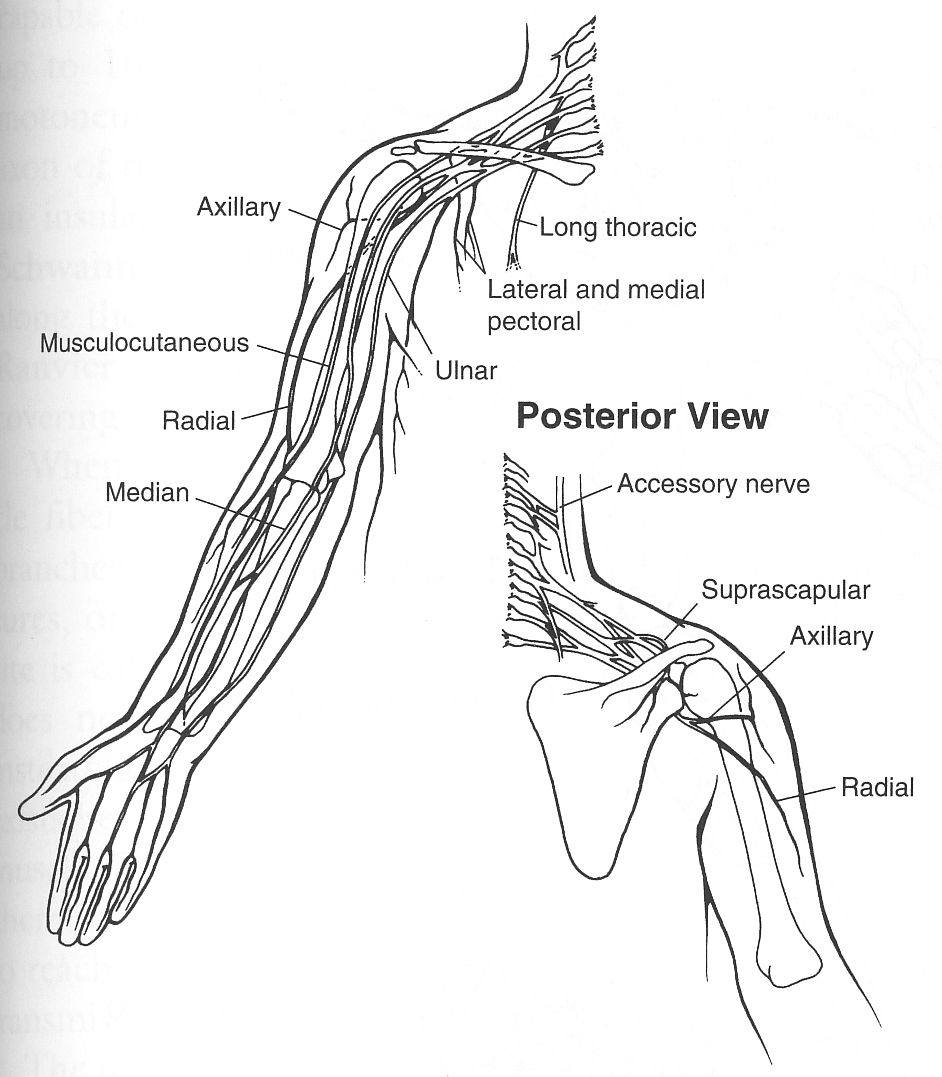 Axillary
Long thoracic
Lateral and medial
pectoral
Musculocutaneous
Ulnar
Radial
Median
Posterior View
Accessory nerve
Suprascapular
Axillary
Radial